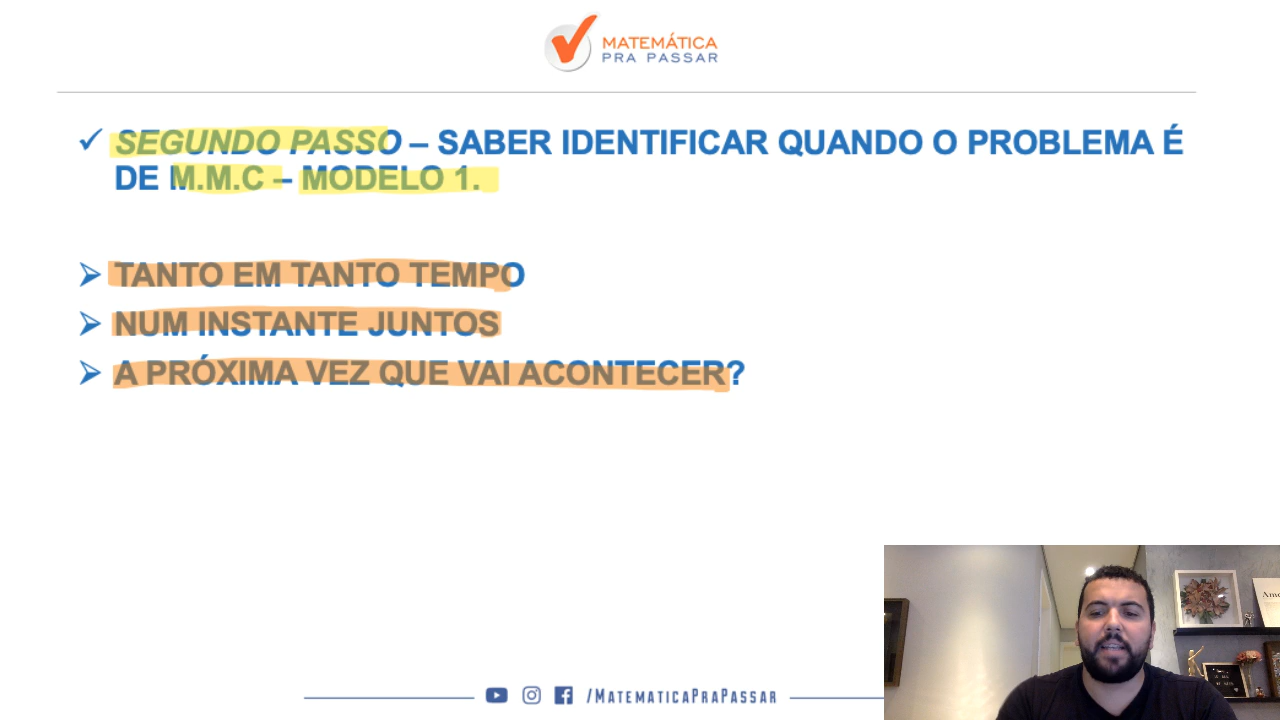 MATEMÁTICA
PRA PASSAR
SEGUNDO PASSO – SABER IDENTIFICAR QUANDO O PROBLEMA É
DE M.M.C – MODELO 1.
TANTO EM TANTO TEMPO
NUM INSTANTE JUNTOS
A PRÓXIMA VEZ QUE VAI ACONTECER?
/MATEMATICAPRAPASSAR